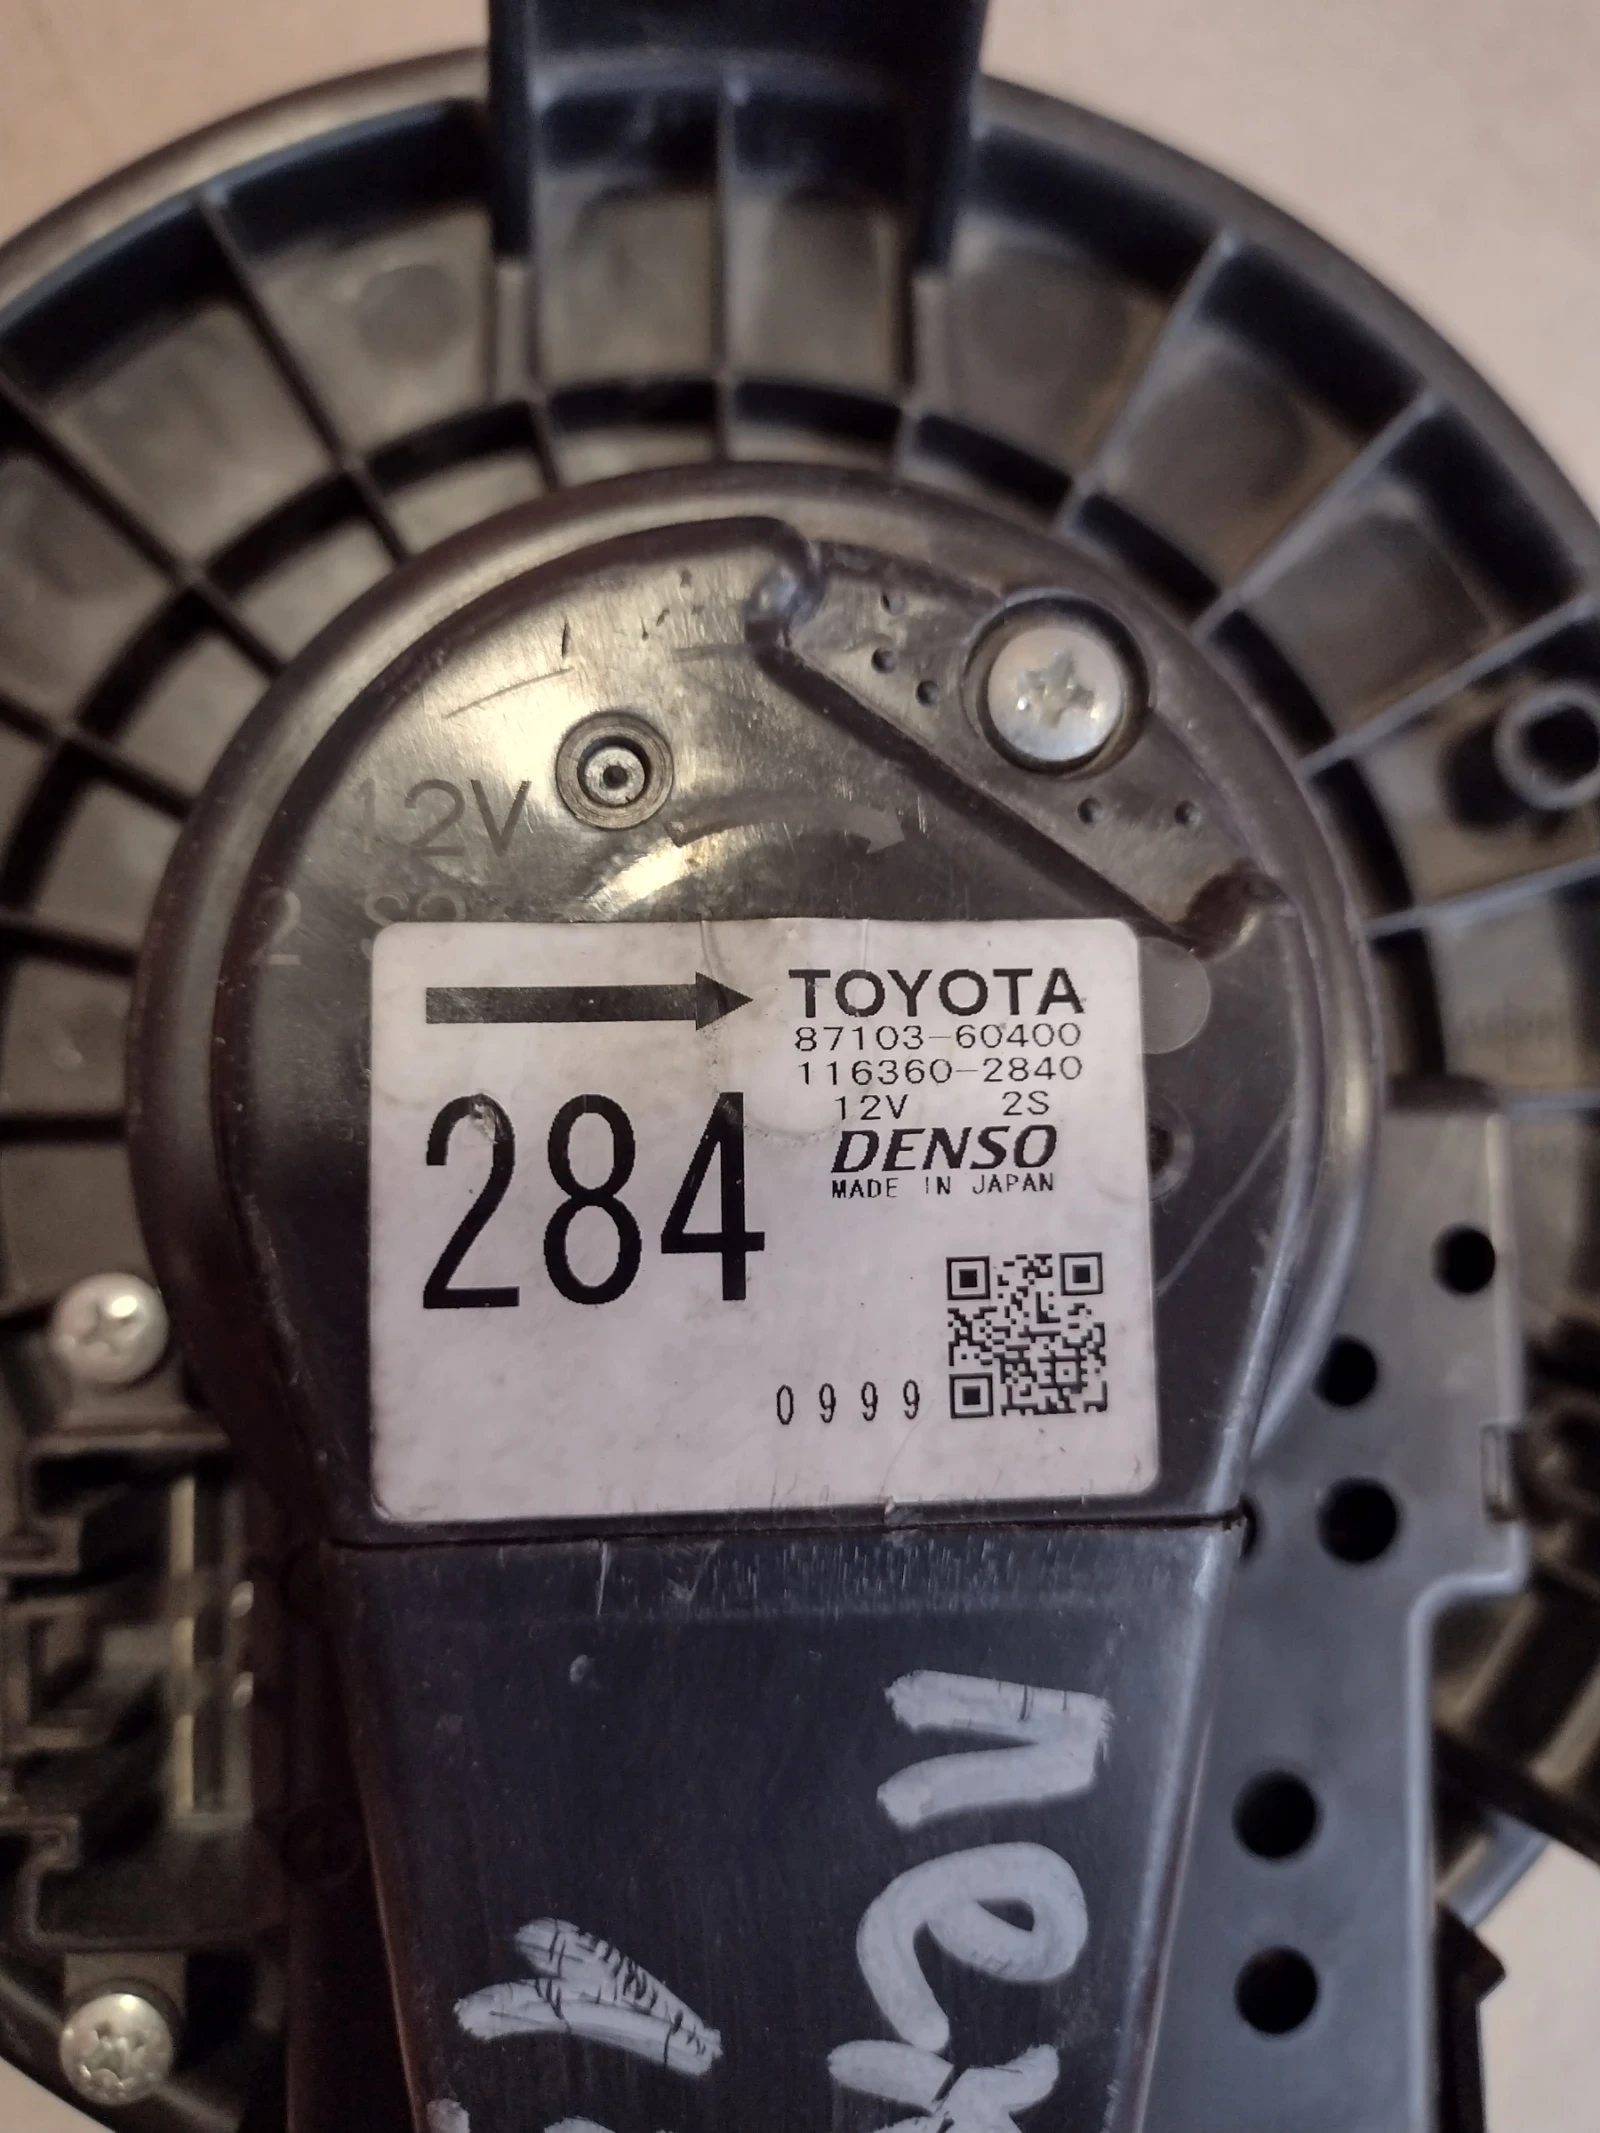 12V
TOYOTA
87103-60400
116360-2840
12V 2S
DENSO
MADE IN JAPAN
284
0999